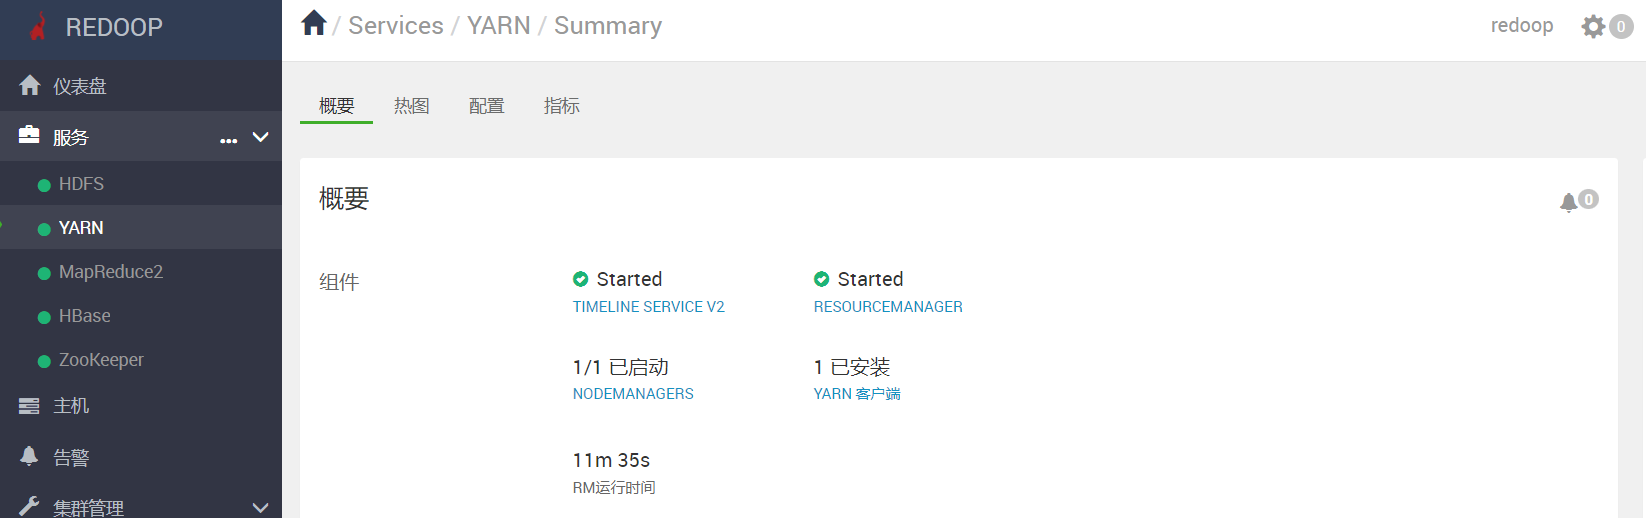 REDOOP
/ Services / YARN / Summary
redoop
0
仪表盘
服务
...
HDFS
YARN
MapReduce2
HBase
ZooKeeper
主机
告警
集群管理
概要 热图 配置 指标
概要
0
组件
Started
TIMELINE SERVICE V2
Started
RESOURCEMANAGER
1/1 已启动
NODEMANAGERS
1 已安装
YARN 客户端
11m 35s
RM运行时间